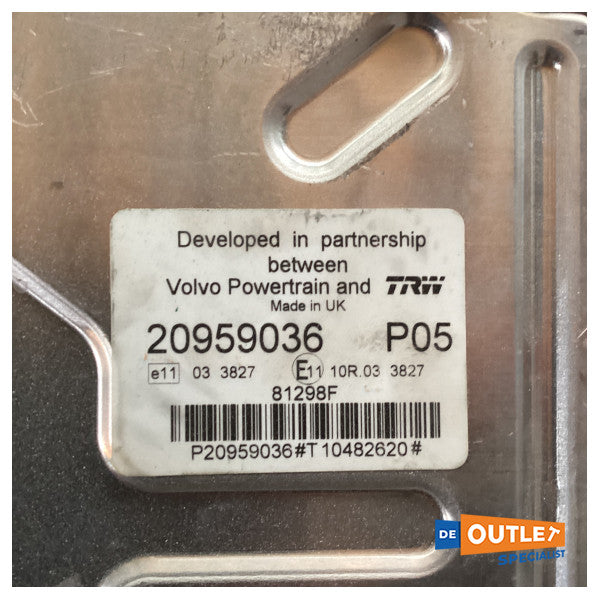 Developed in partnership
between
Volvo Powertrain and TRW
Made in UK
20959036 P05
e11 03 3827 E11 10R.03 3827
81298F
P20959036#T10482620#
DE OUTLET
SPECIALIST